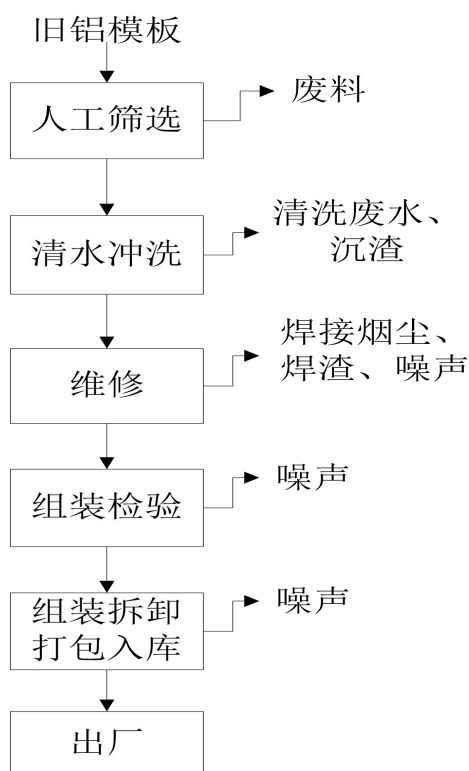 旧铝模板
人工筛选
废料
清水冲洗
清洗废水、
沉渣
维修
焊接烟尘、
焊渣、噪声
组装检验
噪声
组装拆卸
打包入库
噪声
出厂